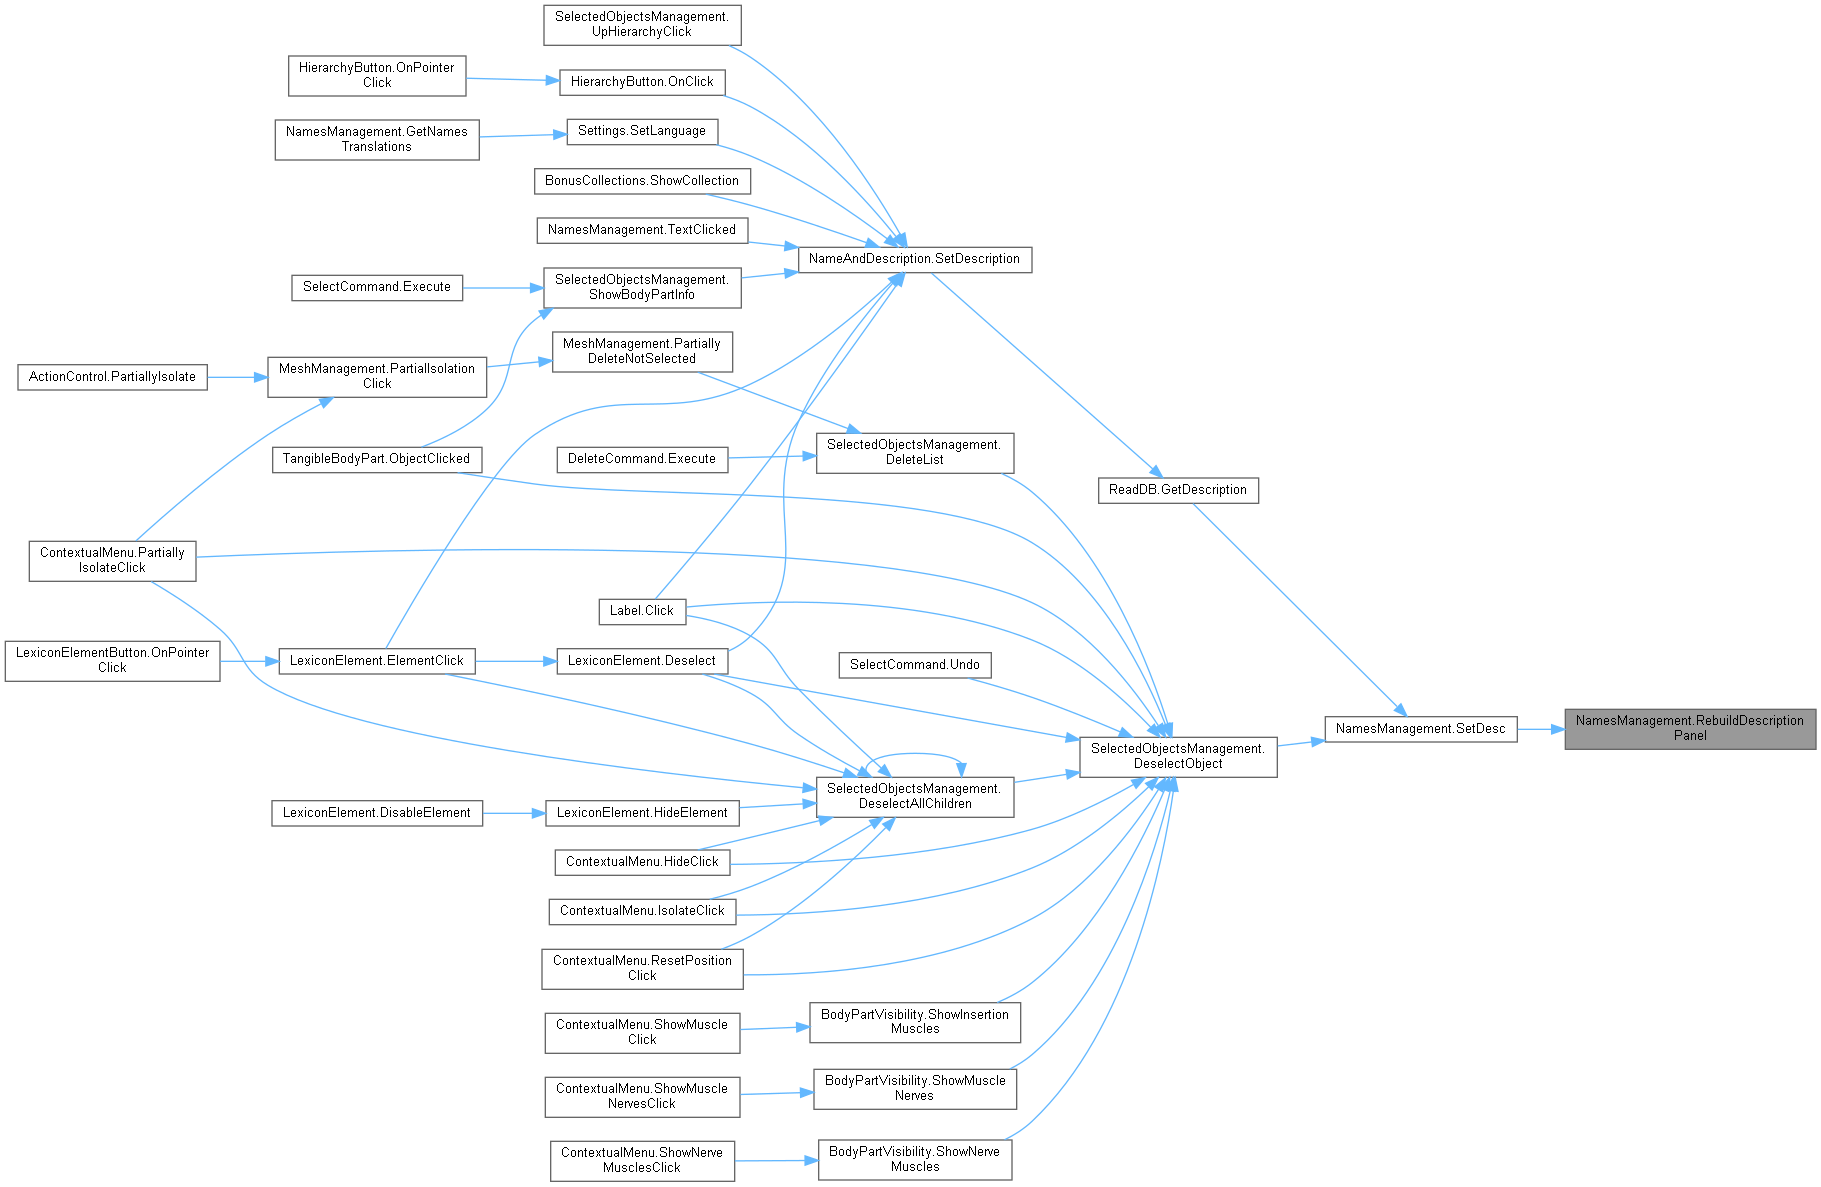 SelectedObjectsManagement.
UpHierarchyClick
HierarchyButton.OnPointer
Click
HierarchyButton.OnClick
NamesManagement.GetNames
Translations
Settings.SetLanguage
BonusCollections.ShowCollection
NamesManagement.TextClicked
NameAndDescription.SetDescription
SelectCommand.Execute
SelectedObjectsManagement.
ShowBodyPartInfo
MeshManagement.Partially
DeleteNotSelected
ActionControl.PartiallyIsolate
MeshManagement.PartialIsolation
Click
TangibleBodyPart.ObjectClicked
DeleteCommand.Execute
SelectedObjectsManagement.
DeleteList
ReadDB.GetDescription
ContextualMenu.Partially
IsolateClick
Label.Click
LexiconElementButton.OnPointer
Click
LexiconElement.ElementClick
LexiconElement.Deselect
SelectCommand.Undo
NamesManagement.SetDesc
NamesManagement.RebuildDescription
Panel
SelectedObjectsManagement.
DeselectObject
SelectedObjectsManagement.
DeselectAllChildren
LexiconElement.DisableElement
LexiconElement.HideElement
ContextualMenu.HideClick
ContextualMenu.IsolateClick
ContextualMenu.ResetPosition
Click
ContextualMenu.ShowMuscle
Click
BodyPartVisibility.ShowInsertion
Muscles
ContextualMenu.ShowMuscle
NervesClick
BodyPartVisibility.ShowMuscle
Nerves
ContextualMenu.ShowNerve
MusclesClick
BodyPartVisibility.ShowNerve
Muscles